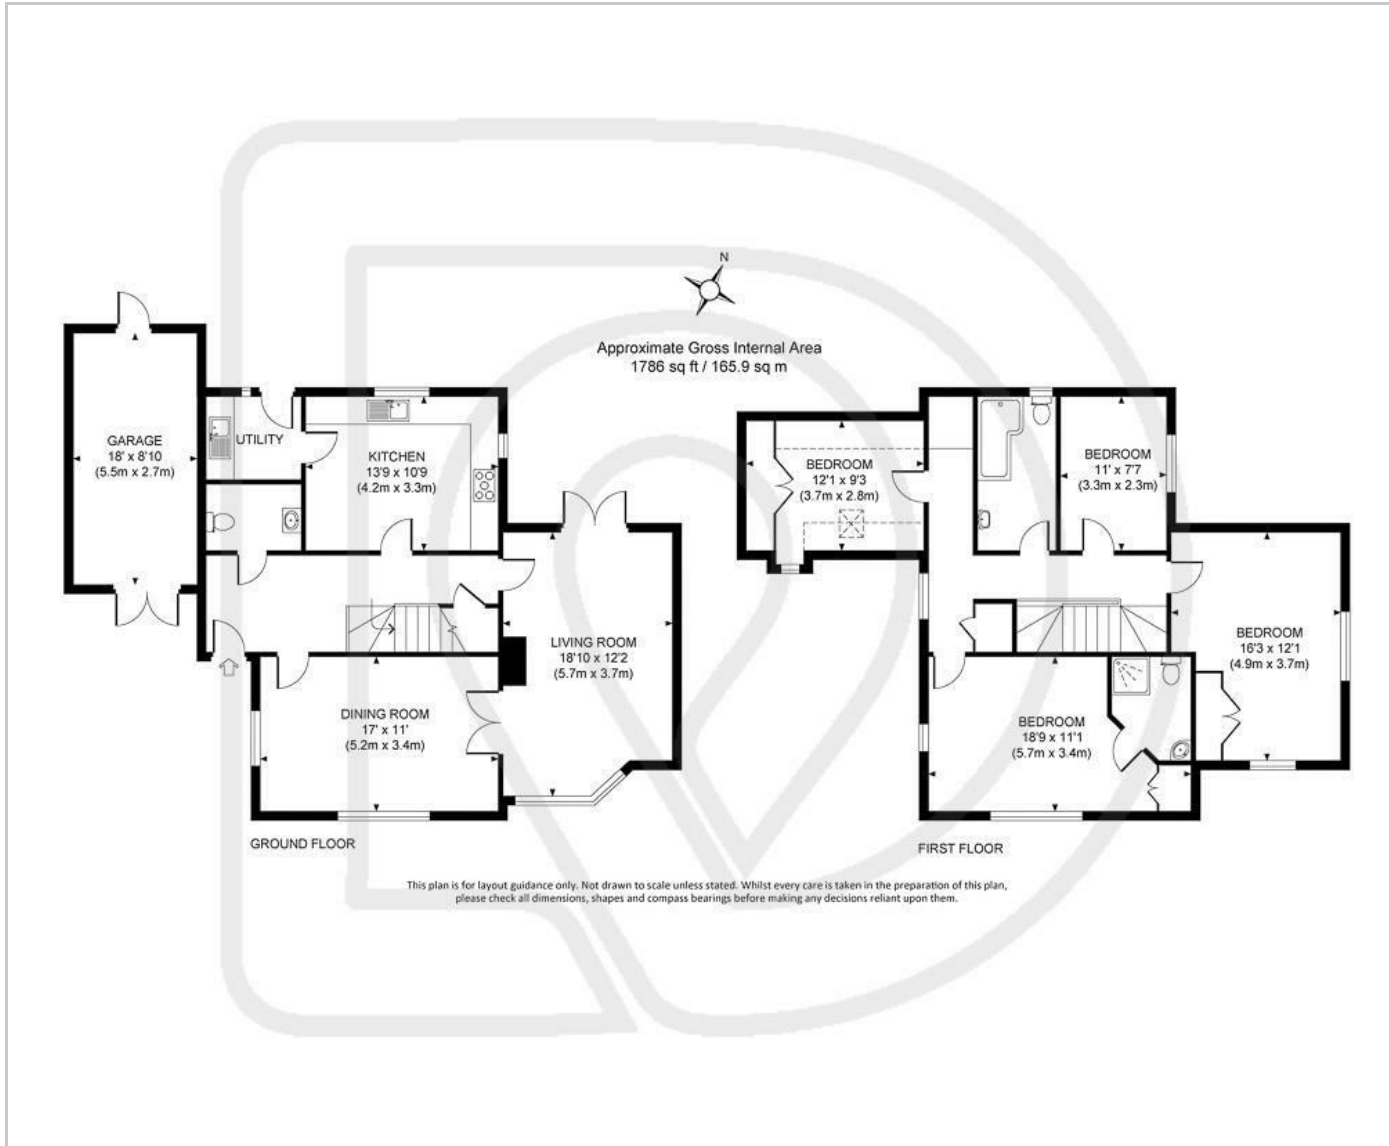 N
Approximate Gross Internal Area
1786 sq ft / 165.9 sq m
GARAGE
18' x 8'10
(5.5m x 2.7m)
UTILITY
KITCHEN
13'9 x 10'9
(4.2m x 3.3m)
LIVING ROOM
18'10 x 12'2
(5.7m x 3.7m)
DINING ROOM
17' x 11'
(5.2m x 3.4m)
GROUND FLOOR
BEDROOM
12'1 x 9'3
(3.7m x 2.8m)
BEDROOM
11' x 7'7
(3.3m x 2.3m)
BEDROOM
16'3 x 12'1
(4.9m x 3.7m)
BEDROOM
18'9 x 11'1
(5.7m x 3.4m)
FIRST FLOOR
This plan is for layout guidance only. Not drawn to scale unless stated. Whilst every care is taken in the preparation of this plan,
please check all dimensions, shapes and compass bearings before making any decisions reliant upon them.